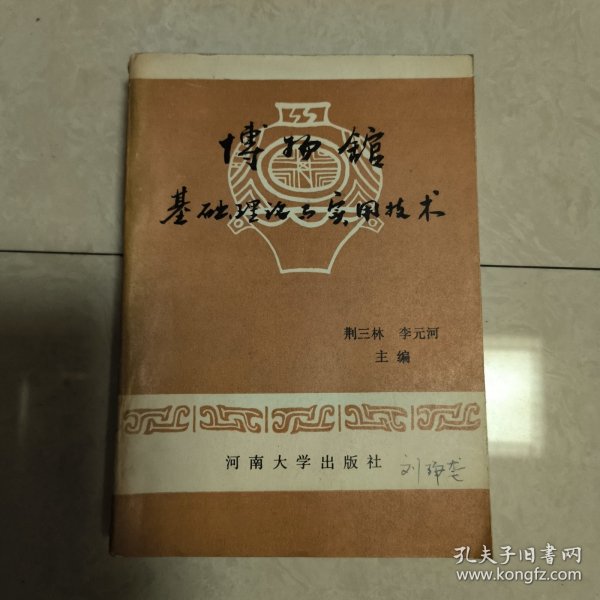 博物馆
基础理论与实用技术
荆三林 李元河
主编
河南大学出版社
孔夫子旧书网
www.kongfz.com